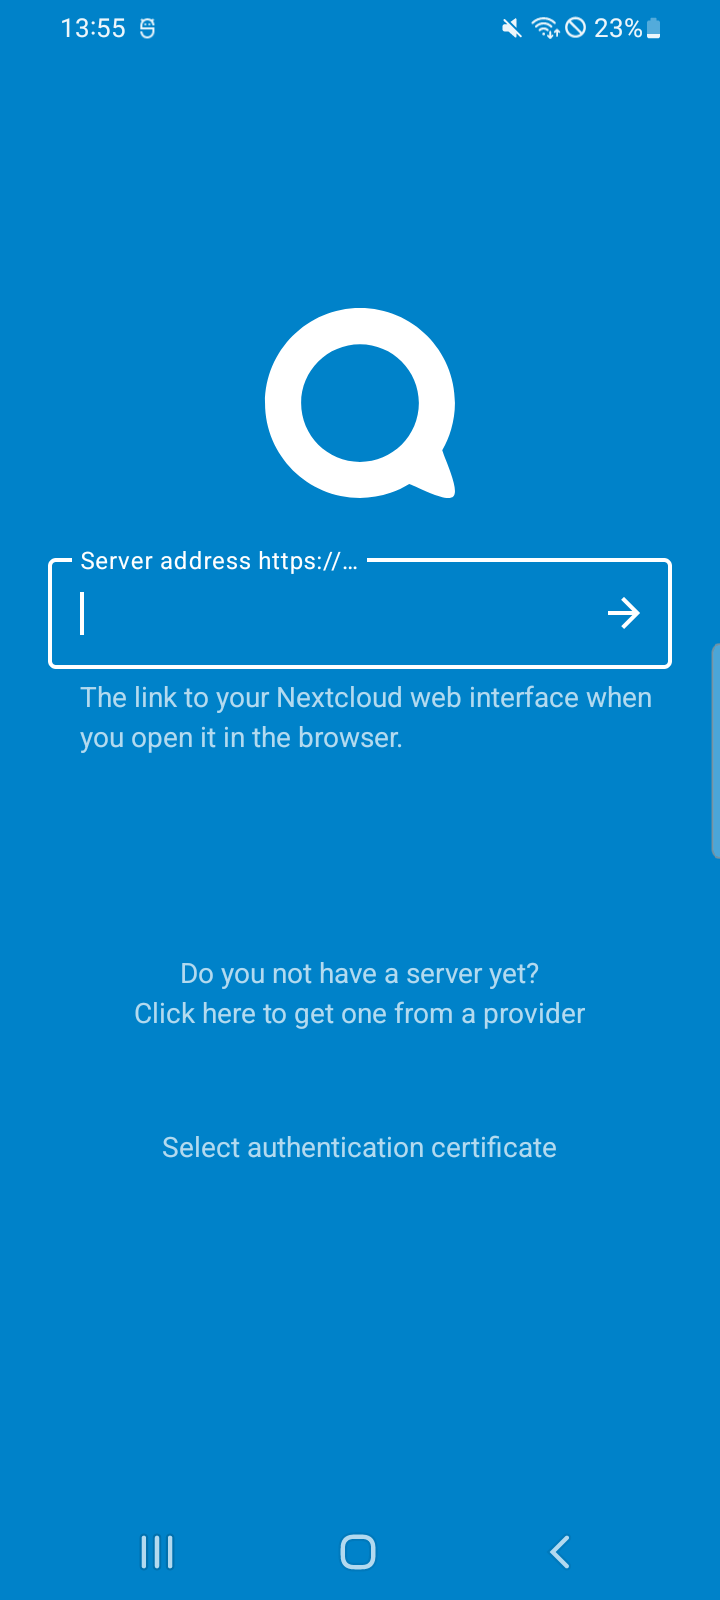 13:55 23%
Server address https://…
The link to your Nextcloud web interface when
you open it in the browser.
Do you not have a server yet?
Click here to get one from a provider
Select authentication certificate